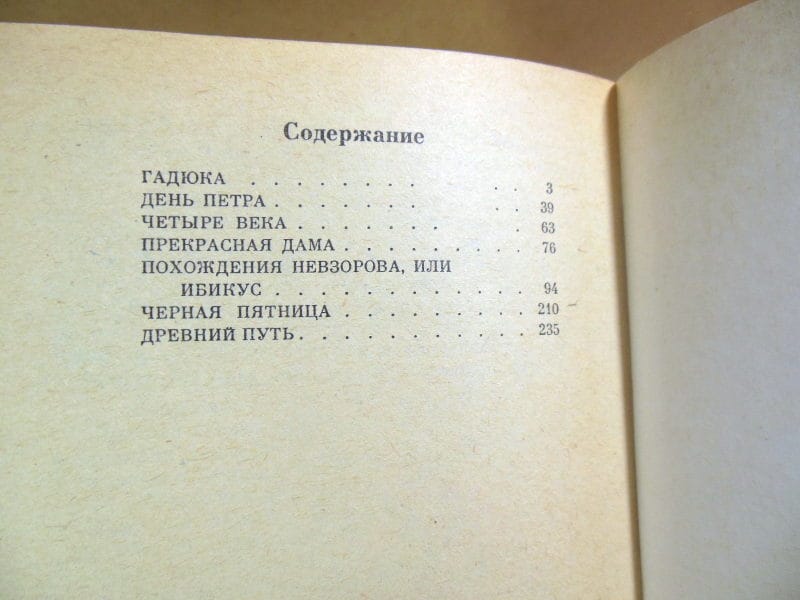 Содержание
ГАДЮКА . . . . . . . . . . 3
ДЕНЬ ПЕТРА . . . . . . . . . 39
ЧЕТЫРЕ ВЕКА . . . . . . . . 63
ПРЕКРАСНАЯ ДАМА . . . . . . . . . 76
ПОХОЖДЕНИЯ НЕВЗОРОВА, ИЛИ
ИБИКУС . . . . . . . . . . . . 94
ЧЕРНАЯ ПЯТНИЦА . . . . . . . . . 210
ДРЕВНИЙ ПУТЬ . . . . . . . . . . . 235